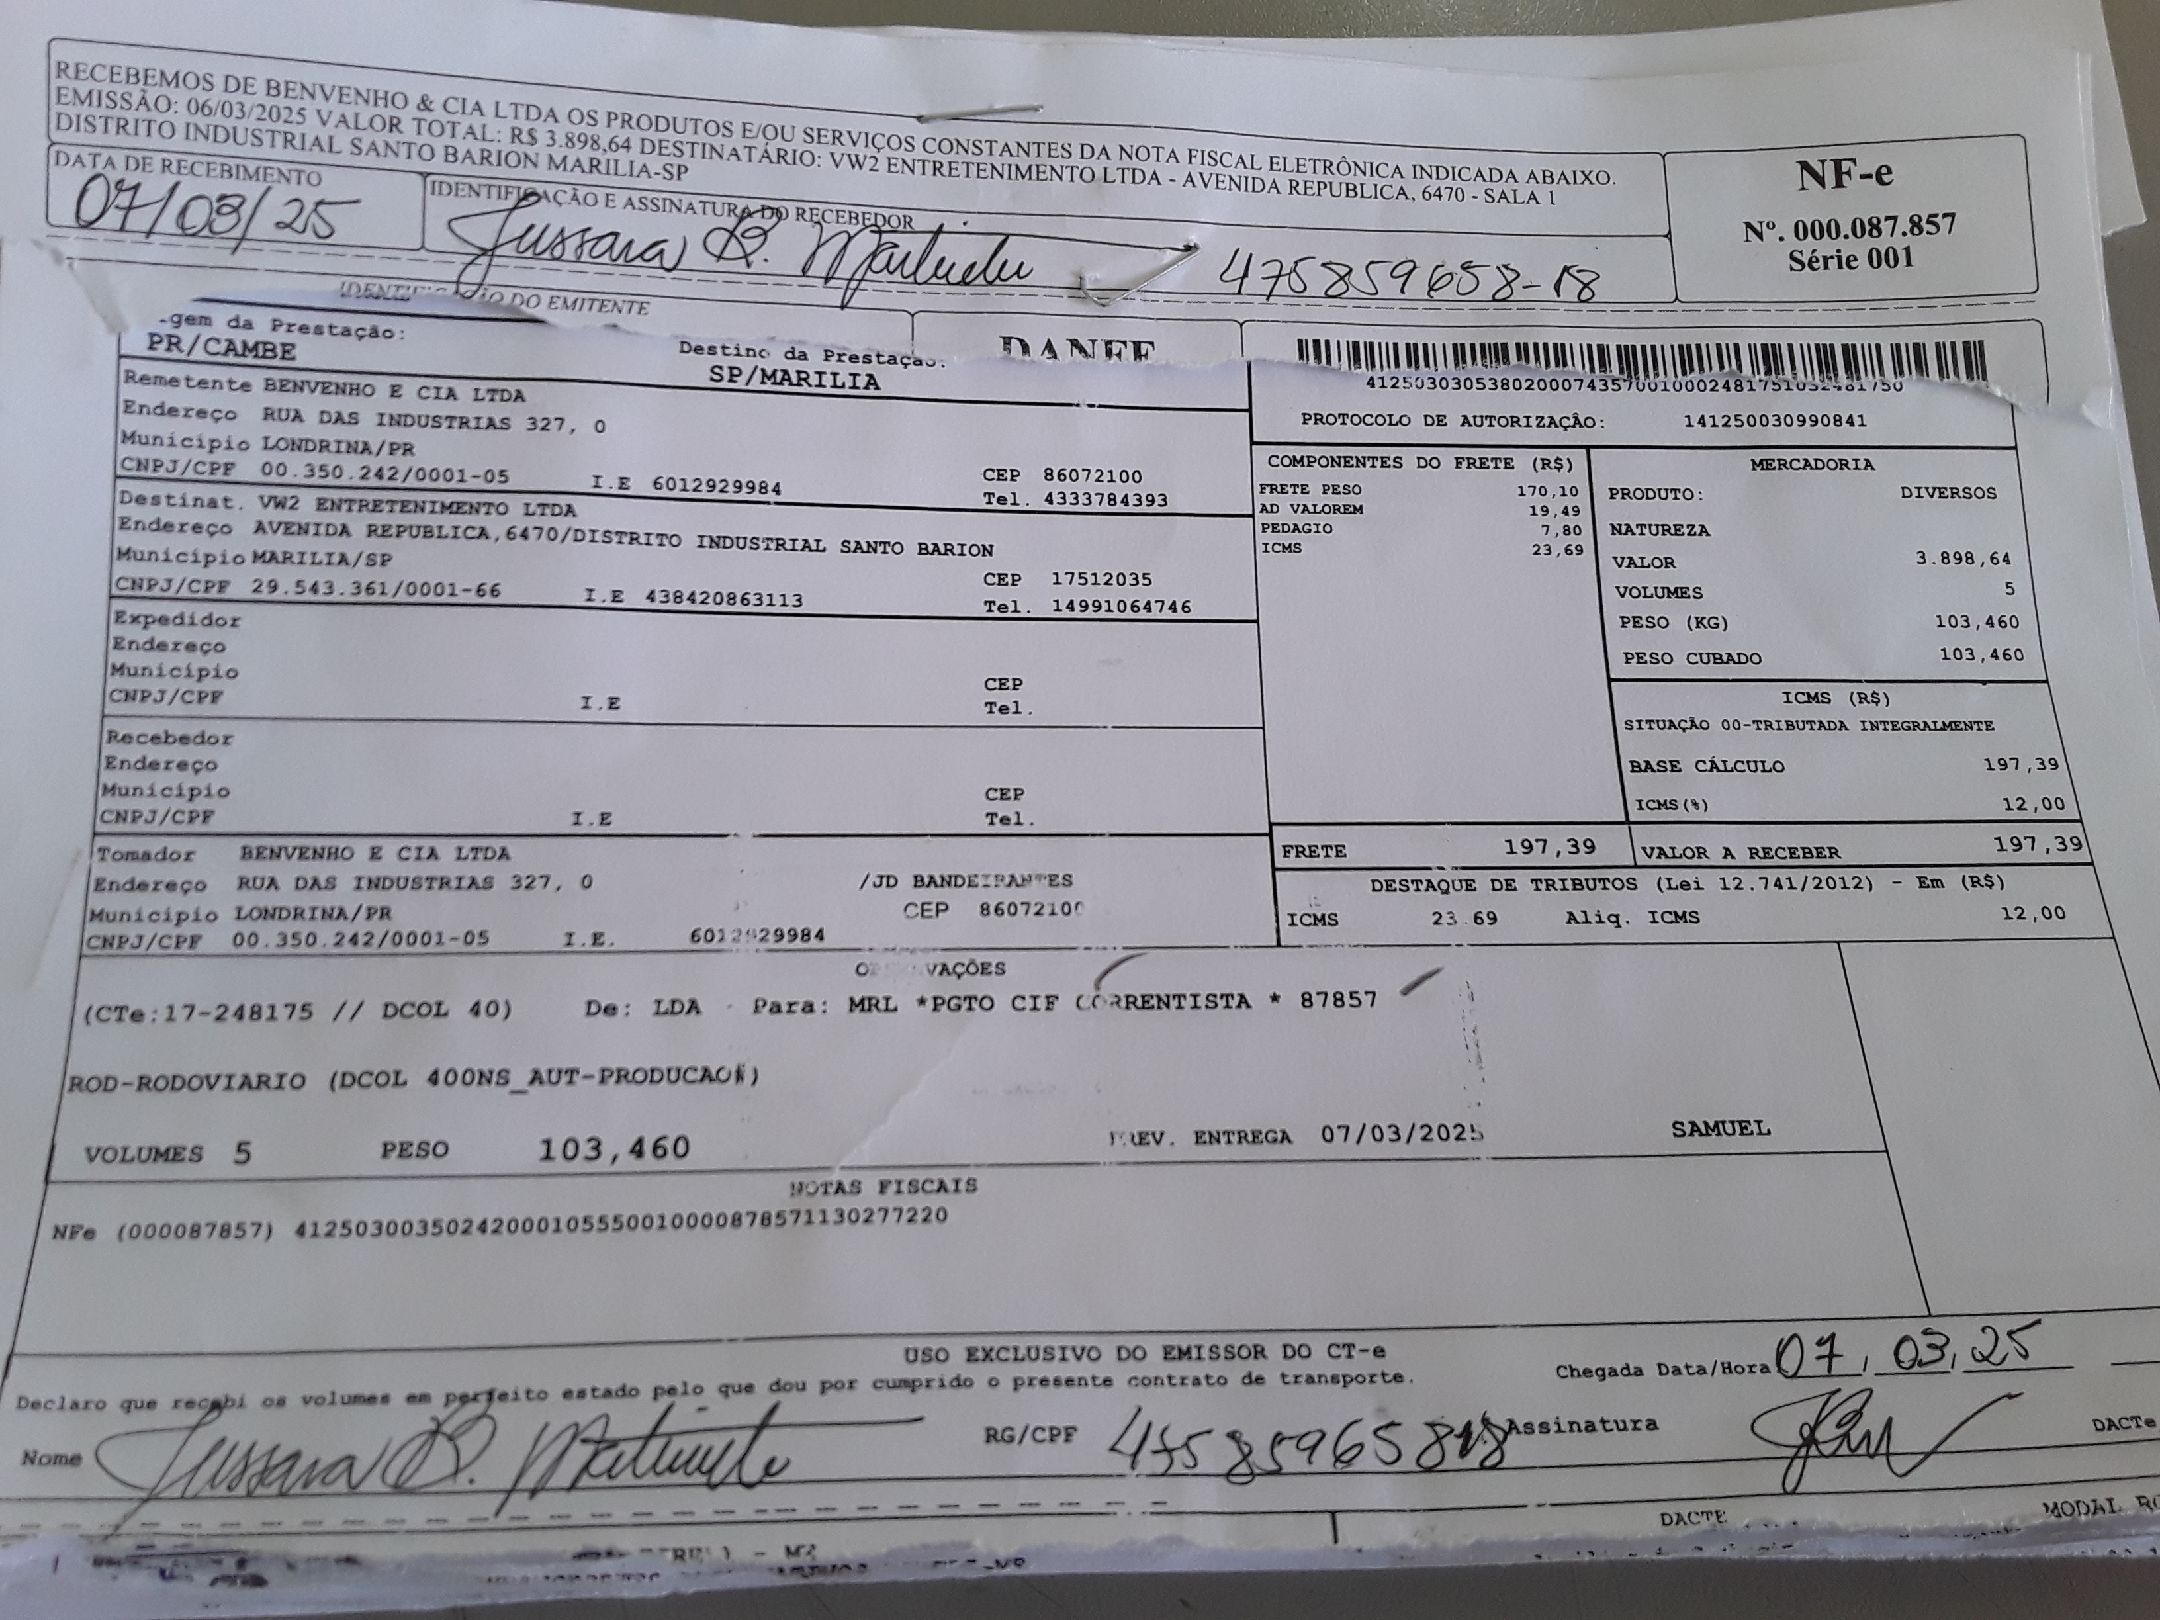 RECEBEMOS DE BENVENHO & CIA LTDA OS PRODUTOS E/OU SERVIÇOS CONSTANTES DA NOTA FISCAL ELETRÔNICA INDICADA ABAIXO.
EMISSÃO: 06/03/2025 VALOR TOTAL: R$ 3.898,64 DESTINATÁRIO: VW2 ENTRETENIMENTO LTDA - AVENIDA REPUBLICA, 6470 - SALA 1
DISTRITO INDUSTRIAL SANTO BARION MARILIA-SP
NF-e
Nº. 000.087.857
Série 001
DATA DE RECEBIMENTO
07/03/25
IDENTIFICAÇÃO E ASSINATURA DO RECEBEDOR
Jussara B. 475859658-18
DO EMITENTE
DANFE
gem da Prestação:
PR/CAMBE
Destino da Prestação:
SP/MARILIA
Remetente BENVENHO E CIA LTDA
Endereço RUA DAS INDUSTRIAS 327, 0
Município LONDRINA/PR
CEP 86072100
CNPJ/CPF 00.350.242/0001-05 I.E 6012929984 Tel. 4333784393
Destinat. VW2 ENTRETENIMENTO LTDA
Endereço AVENIDA REPUBLICA,6470/DISTRITO INDUSTRIAL SANTO BARION
Município MARILIA/SP CEP 17512035
CNPJ/CPF 29.543.361/0001-66 I.E 438420863113 Tel. 14991064746
Expedidor
Endereço
Município CEP
CNPJ/CPF I.E Tel.
Recebedor
Endereço
Município CEP
CNPJ/CPF I.E Tel.
Tomador BENVENHO E CIA LTDA
Endereço RUA DAS INDUSTRIAS 327, 0 /JD BANDEIRANTES
Município LONDRINA/PR CEP 86072100
CNPJ/CPF 00.350.242/0001-05 I.E. 6012929984
PROTOCOLO DE AUTORIZAÇÃO: 141250030990841
COMPONENTES DO FRETE (R$)
FRETE PESO 170,10
AD VALOREM 19,49
PEDAGIO 7,80
ICMS 23,69
MERCADORIA
PRODUTO: DIVERSOS
NATUREZA
VALOR 3.898,64
VOLUMES 5
PESO (KG) 103,460
PESO CUBADO 103,460
ICMS (R$)
SITUAÇÃO 00-TRIBUTADA INTEGRALMENTE
BASE CÁLCULO 197,39
ICMS(%) 12,00
FRETE 197,39 VALOR A RECEBER 197,39
DESTAQUE DE TRIBUTOS (Lei 12.741/2012) - Em (R$)
ICMS 23.69 Aliq. ICMS 12,00
(CTe:17-248175 // DCOL 40) De: LDA - Para: MRL *PGTO CIF CORRENTISTA * 87857
ROD-RODOVIARIO (DCOL 400NS_AUT-PRODUCAO)
VOLUMES 5 PESO 103,460 PREV. ENTREGA 07/03/2025 SAMUEL
NOTAS FISCAIS
NFe (000087857) 41250300350242000105550010000878571130277220
USO EXCLUSIVO DO EMISSOR DO CT-e
Declaro que recebi os volumes em perfeito estado pelo que dou por cumprido o presente contrato de transporte.
Chegada Data/Hora 07, 03, 25
Nome Jussara B. RG/CPF Assinatura DACTe
DACTE MODAL